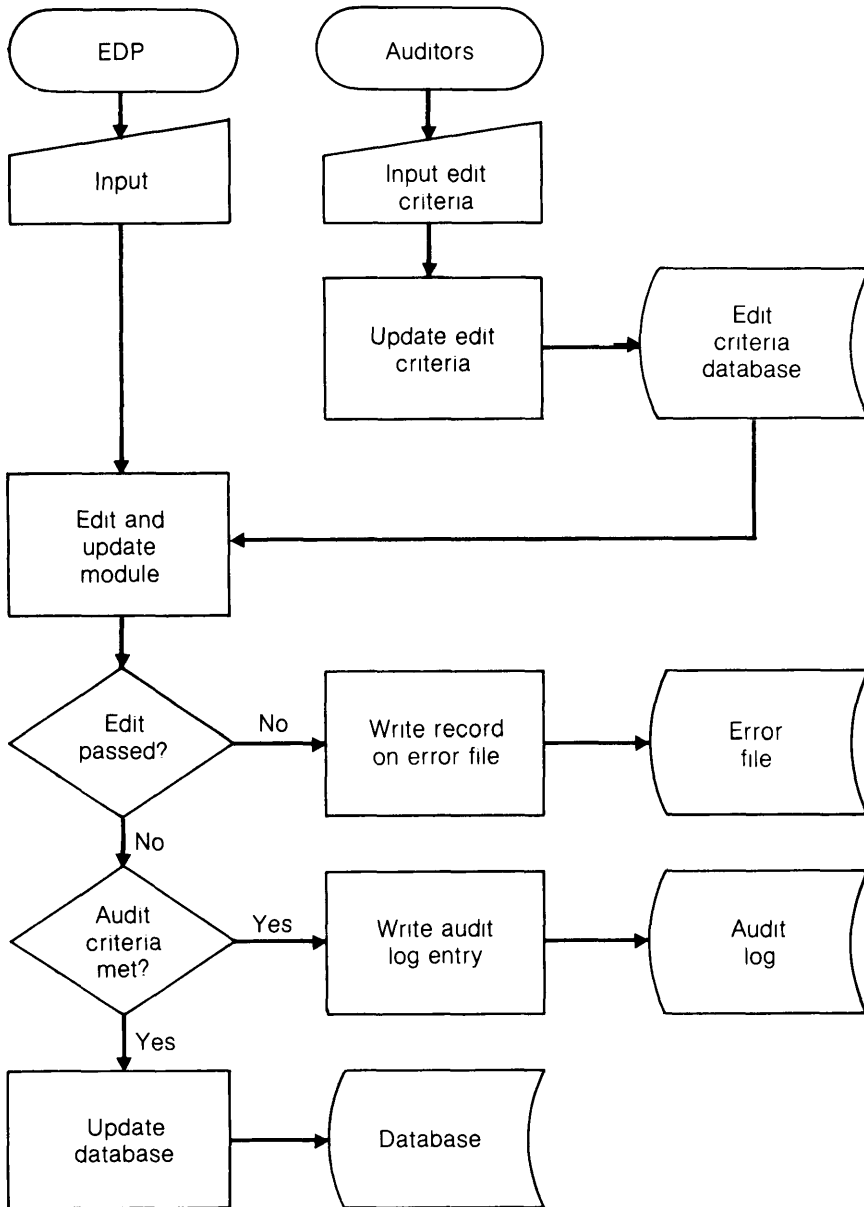 EDP
Auditors
Input
Input edit
criteria
Update edit
criteria
Edit
criteria
database
Edit and
update
module
Edit
passed?
No
Write record
on error file
Error
file
No
Audit
criteria
met?
Yes
Write audit
log entry
Audit
log
Yes
Update
database
Database